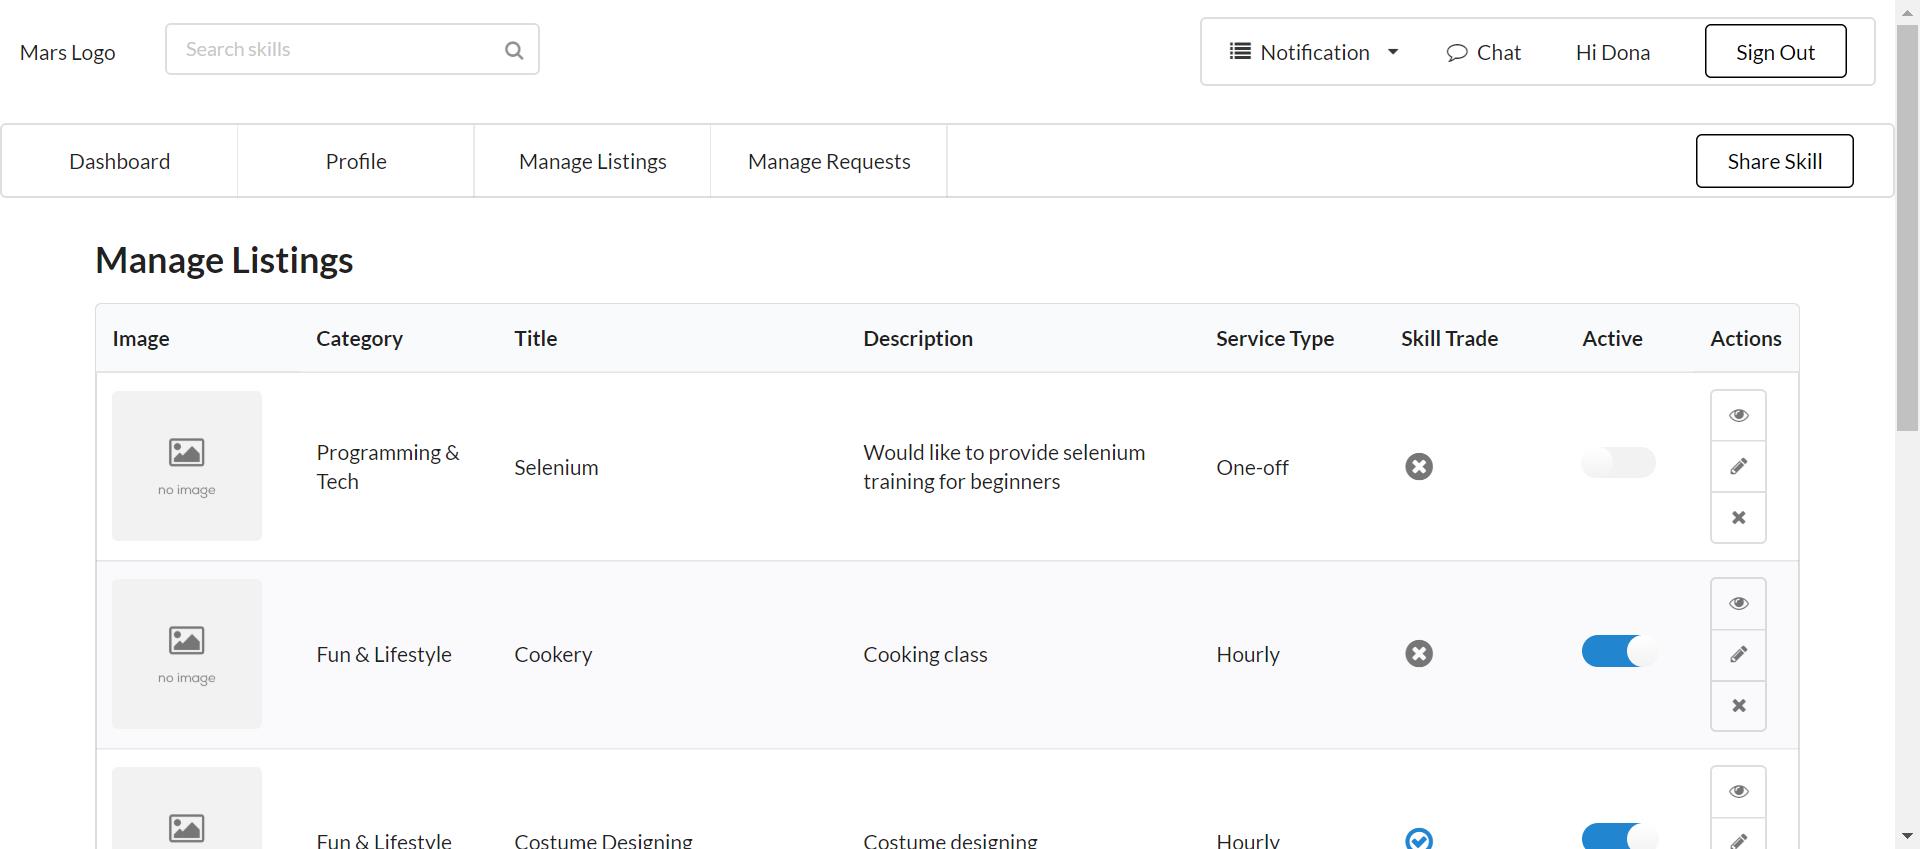 Mars Logo
Search skills
Notification
Chat
Hi Dona
Sign Out
Dashboard
Profile
Manage Listings
Manage Requests
Share Skill
Manage Listings
Image
Category
Title
Description
Service Type
Skill Trade
Active
Actions
no image
Programming &
Tech
Selenium
Would like to provide selenium
training for beginners
One-off
no image
Fun & Lifestyle
Cookery
Cooking class
Hourly
Fun & Lifestyle
Costume Designing
Costume designing
Hourly